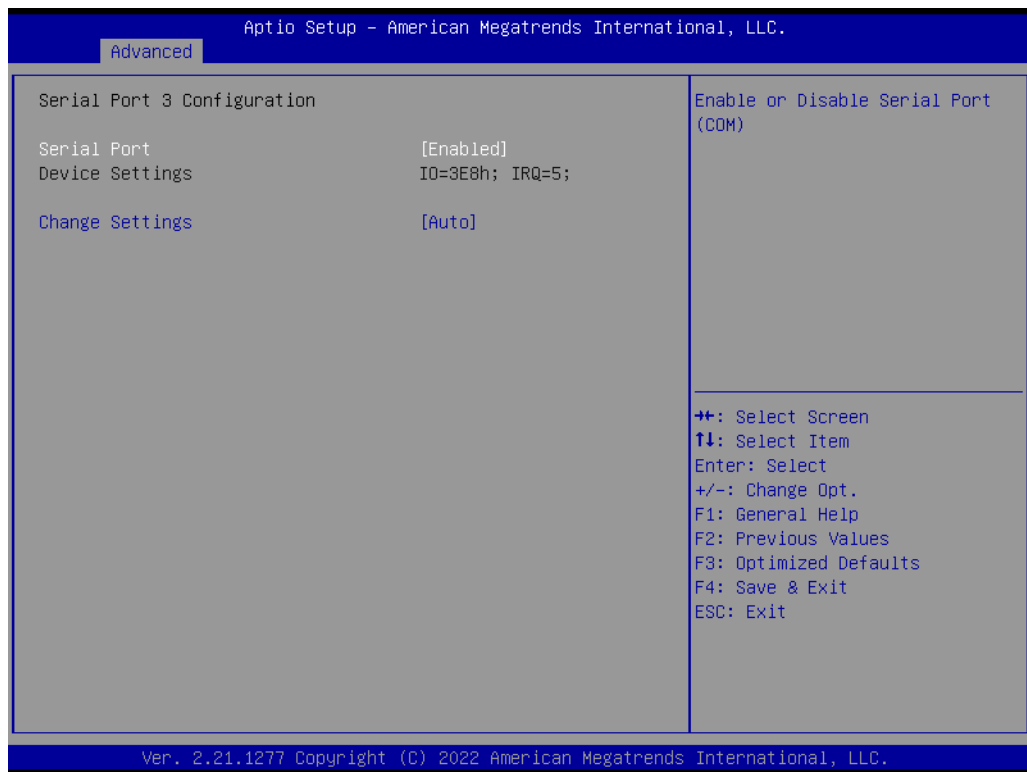 Aptio Setup – American Megatrends International, LLC.
Advanced
Serial Port 3 Configuration
Serial Port [Enabled]
Device Settings IO=3E8h; IRQ=5;
Change Settings [Auto]
Enable or Disable Serial Port
(COM)
→←: Select Screen
↑↓: Select Item
Enter: Select
+/-: Change Opt.
F1: General Help
F2: Previous Values
F3: Optimized Defaults
F4: Save & Exit
ESC: Exit
Ver. 2.21.1277 Copyright (C) 2022 American Megatrends International, LLC.